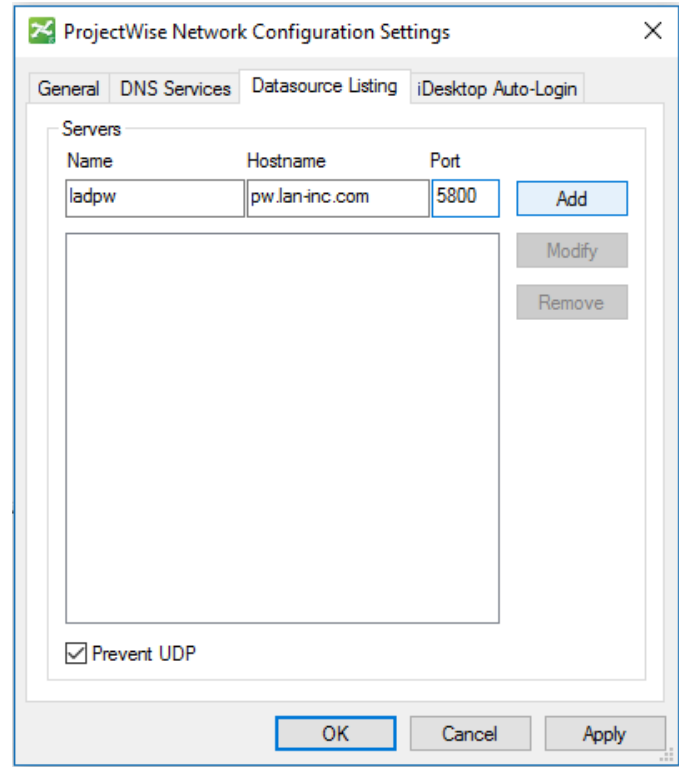 ProjectWise Network Configuration Settings
General DNS Services Datasource Listing iDesktop Auto-Login
Servers
Name Hostname Port
ladpw pw.lan-inc.com 5800 Add
Modify
Remove
Prevent UDP
OK Cancel Apply